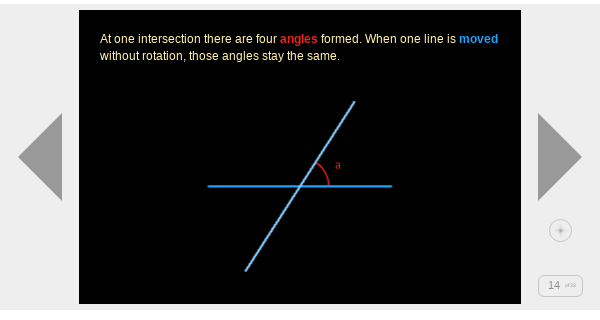 At one intersection there are four angles formed. When one line is moved
without rotation, those angles stay the same.
a
14